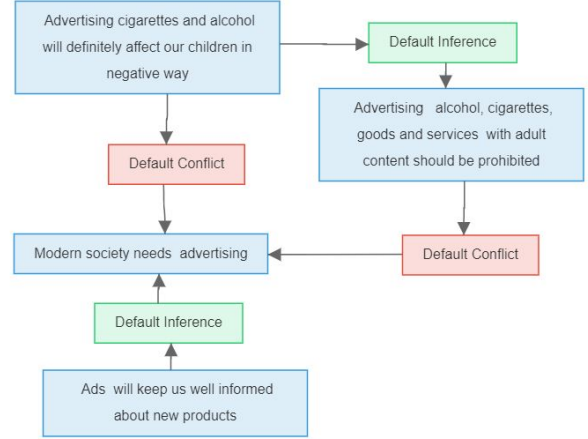 Advertising cigarettes and alcohol
will definitely affect our children in
negative way
Default Inference
Advertising alcohol, cigarettes,
goods and services with adult
content should be prohibited
Default Conflict
Modern society needs advertising
Default Conflict
Default Inference
Ads will keep us well informed
about new products